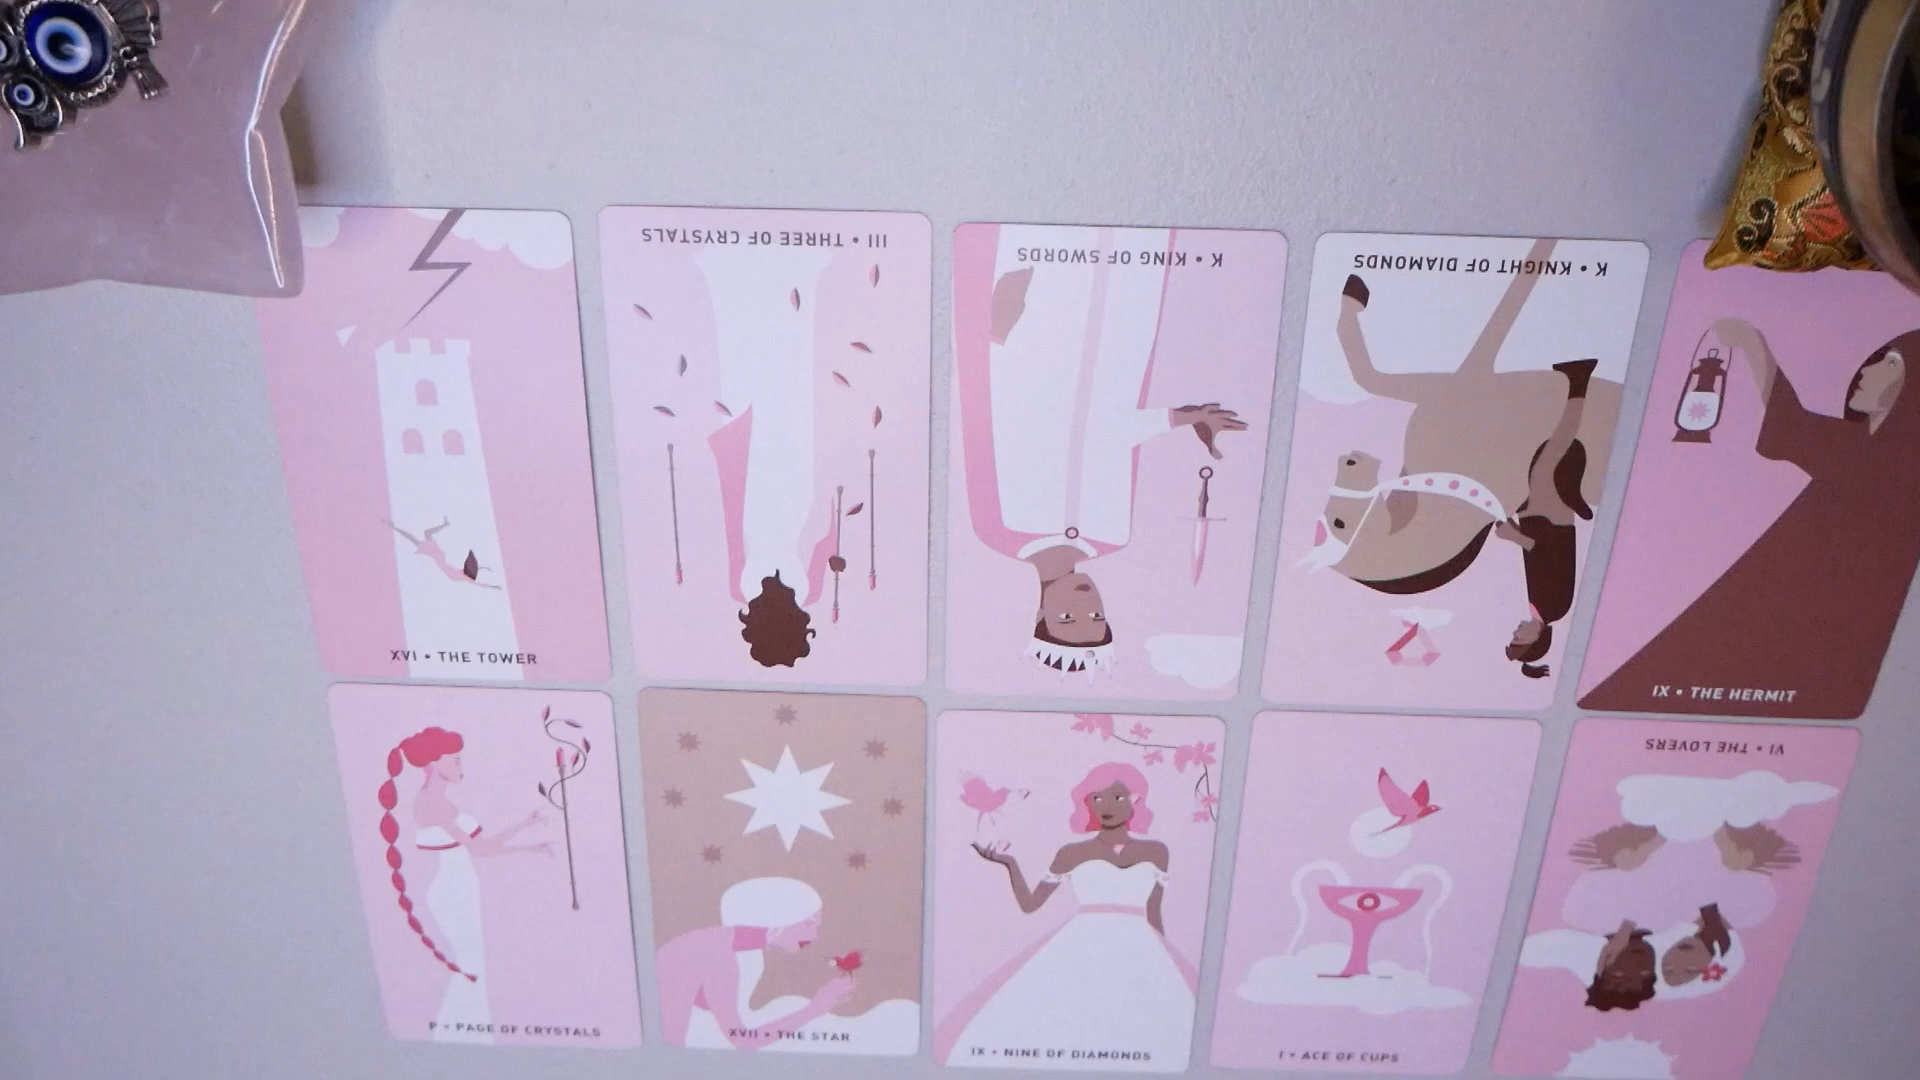 XVI • THE TOWER
III • THREE OF CRYSTALS
K • KING OF SWORDS
K • KNIGHT OF DIAMONDS
IX • THE HERMIT
P • PAGE OF CRYSTALS
XVII • THE STAR
IX • NINE OF DIAMONDS
I • ACE OF CUPS
VI • THE LOVERS